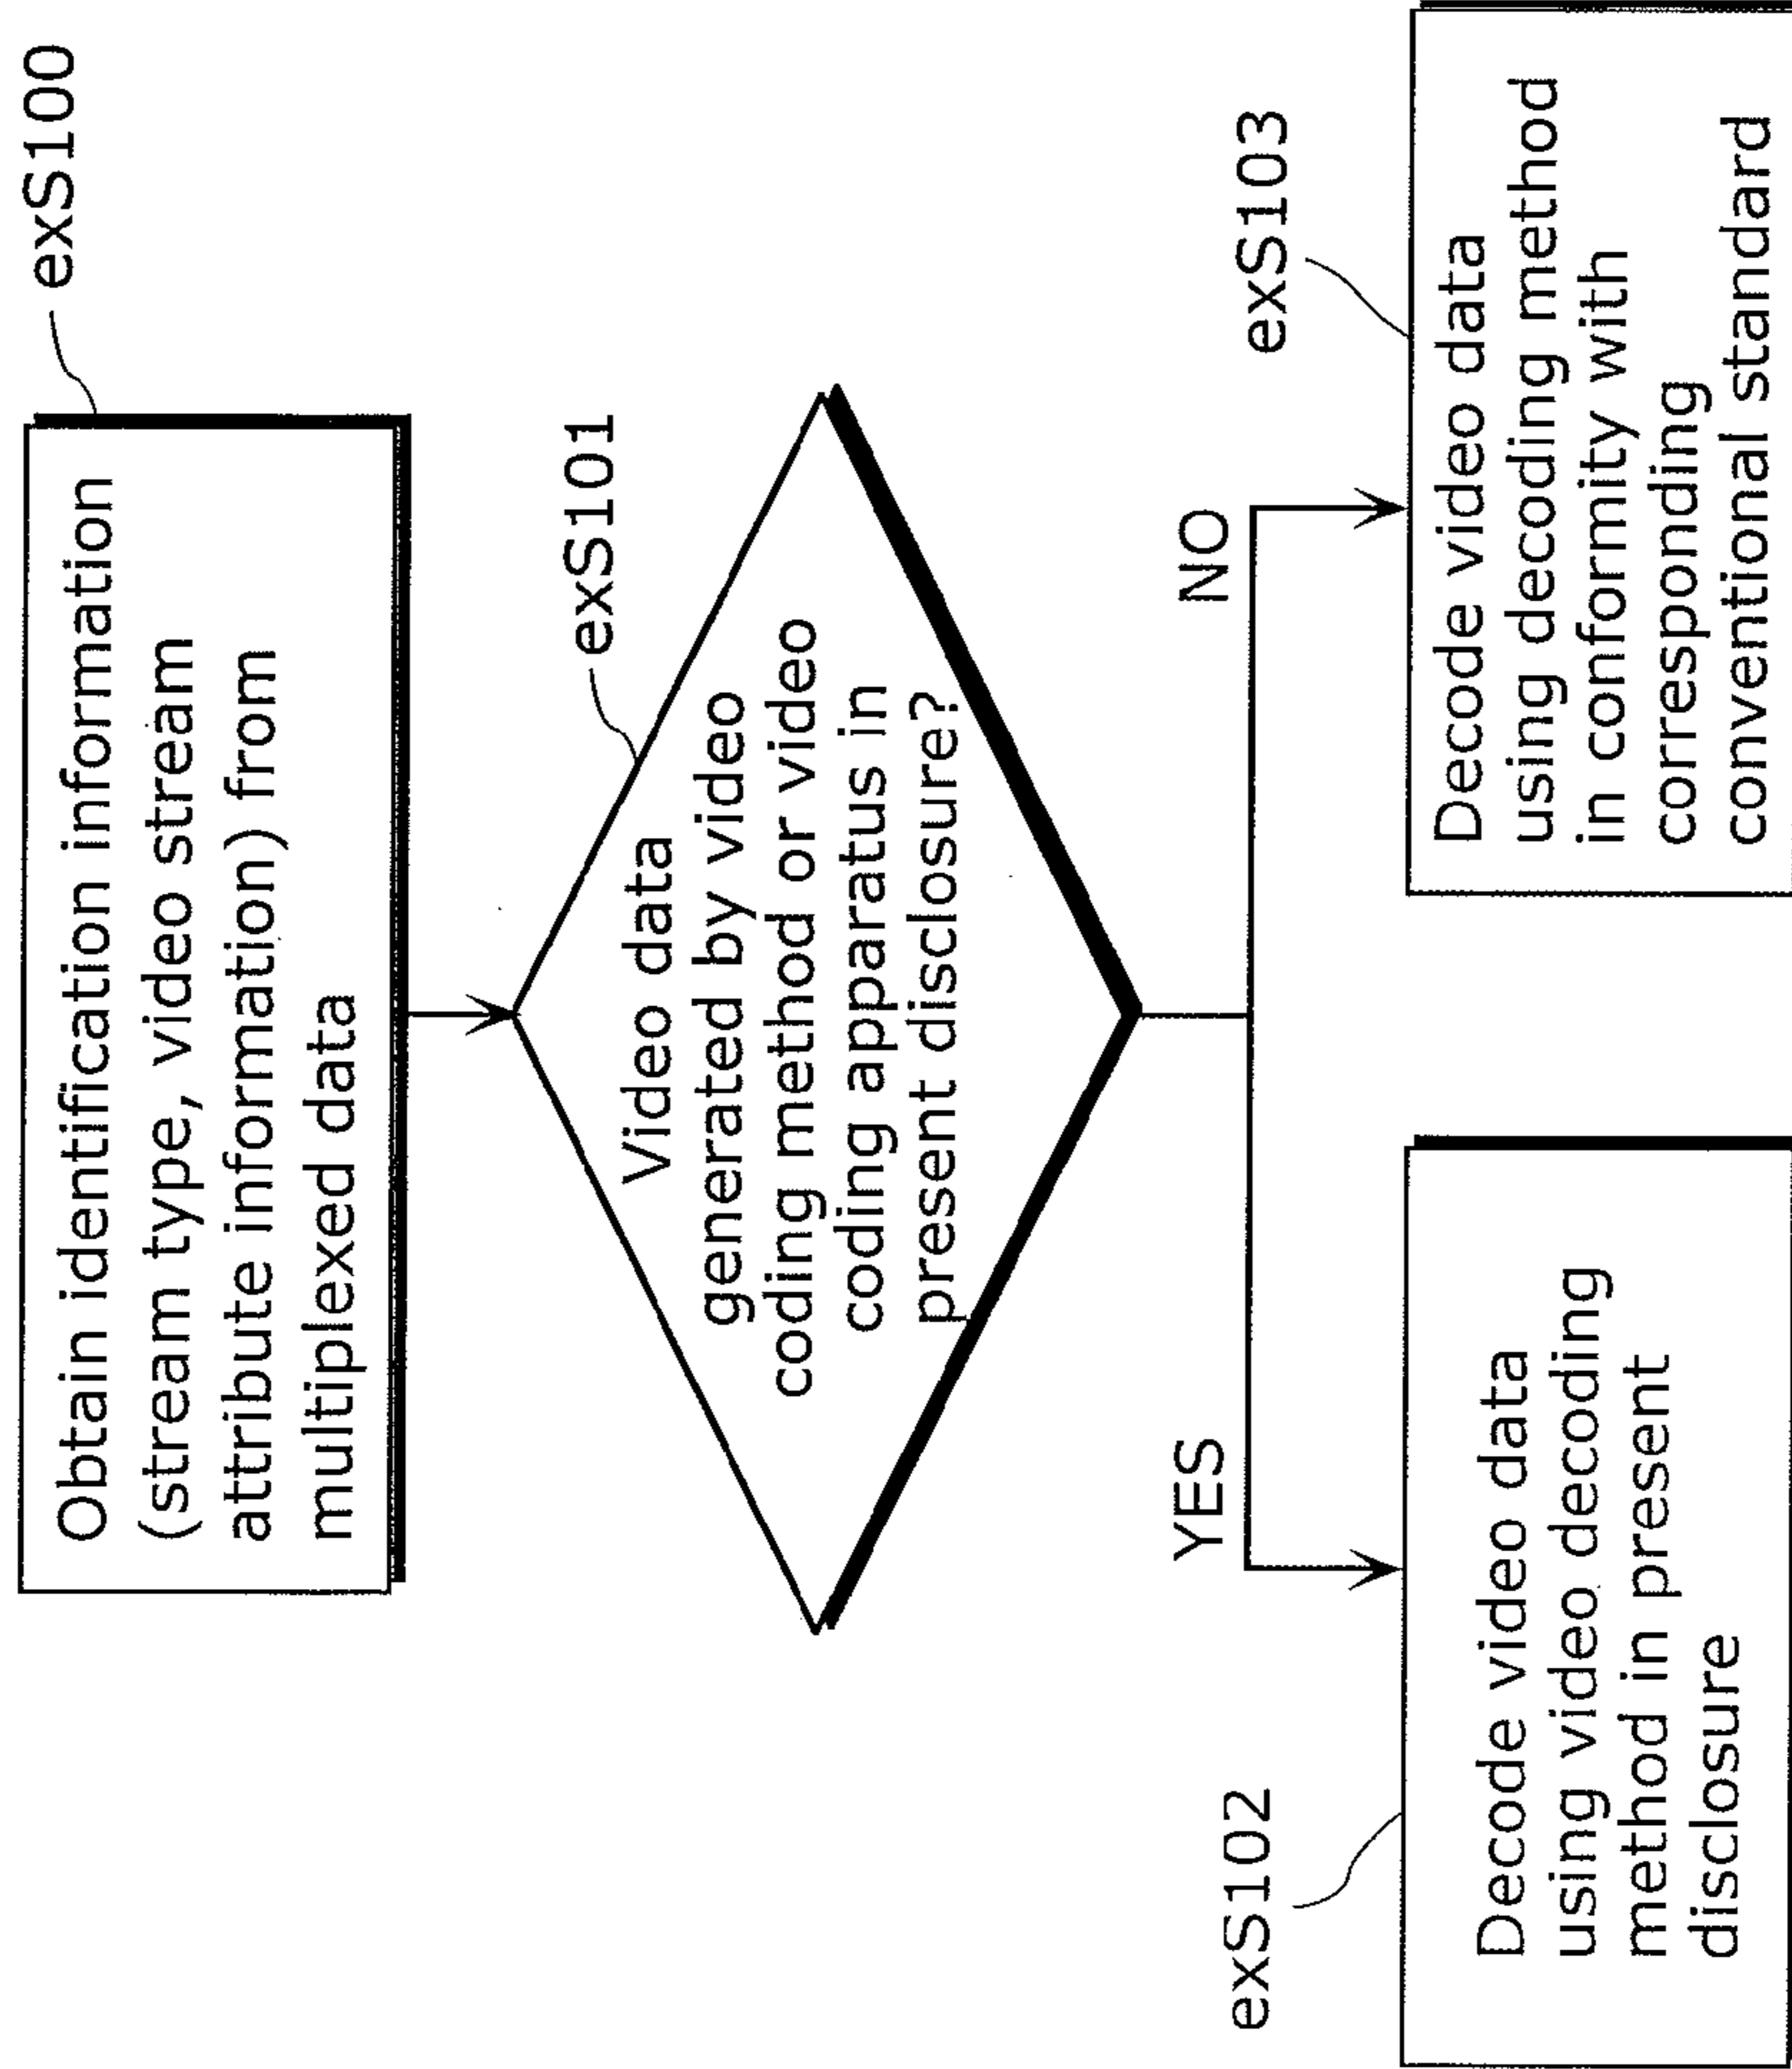 exS100
Obtain identification information
(stream type, video stream
attribute information) from
multiplexed data
exS101
Video data
generated by video
coding method or video
coding apparatus in
present disclosure?
YES
NO
exS102
Decode video data
using video decoding
method in present
disclosure
exS103
Decode video data
using decoding method
in conformity with
corresponding
conventional standard